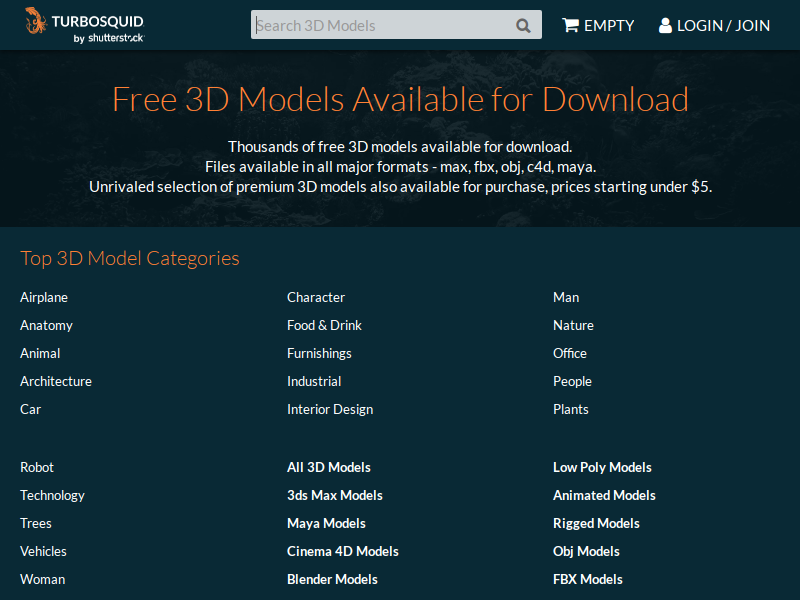 TURBOSQUID
by shutterstock
Search 3D Models
EMPTY
LOGIN / JOIN
Free 3D Models Available for Download
Thousands of free 3D models available for download.
Files available in all major formats - max, fbx, obj, c4d, maya.
Unrivaled selection of premium 3D models also available for purchase, prices starting under $5.
Top 3D Model Categories
Airplane
Anatomy
Animal
Architecture
Car
Character
Food & Drink
Furnishings
Industrial
Interior Design
Man
Nature
Office
People
Plants
Robot
Technology
Trees
Vehicles
Woman
All 3D Models
3ds Max Models
Maya Models
Cinema 4D Models
Blender Models
Low Poly Models
Animated Models
Rigged Models
Obj Models
FBX Models